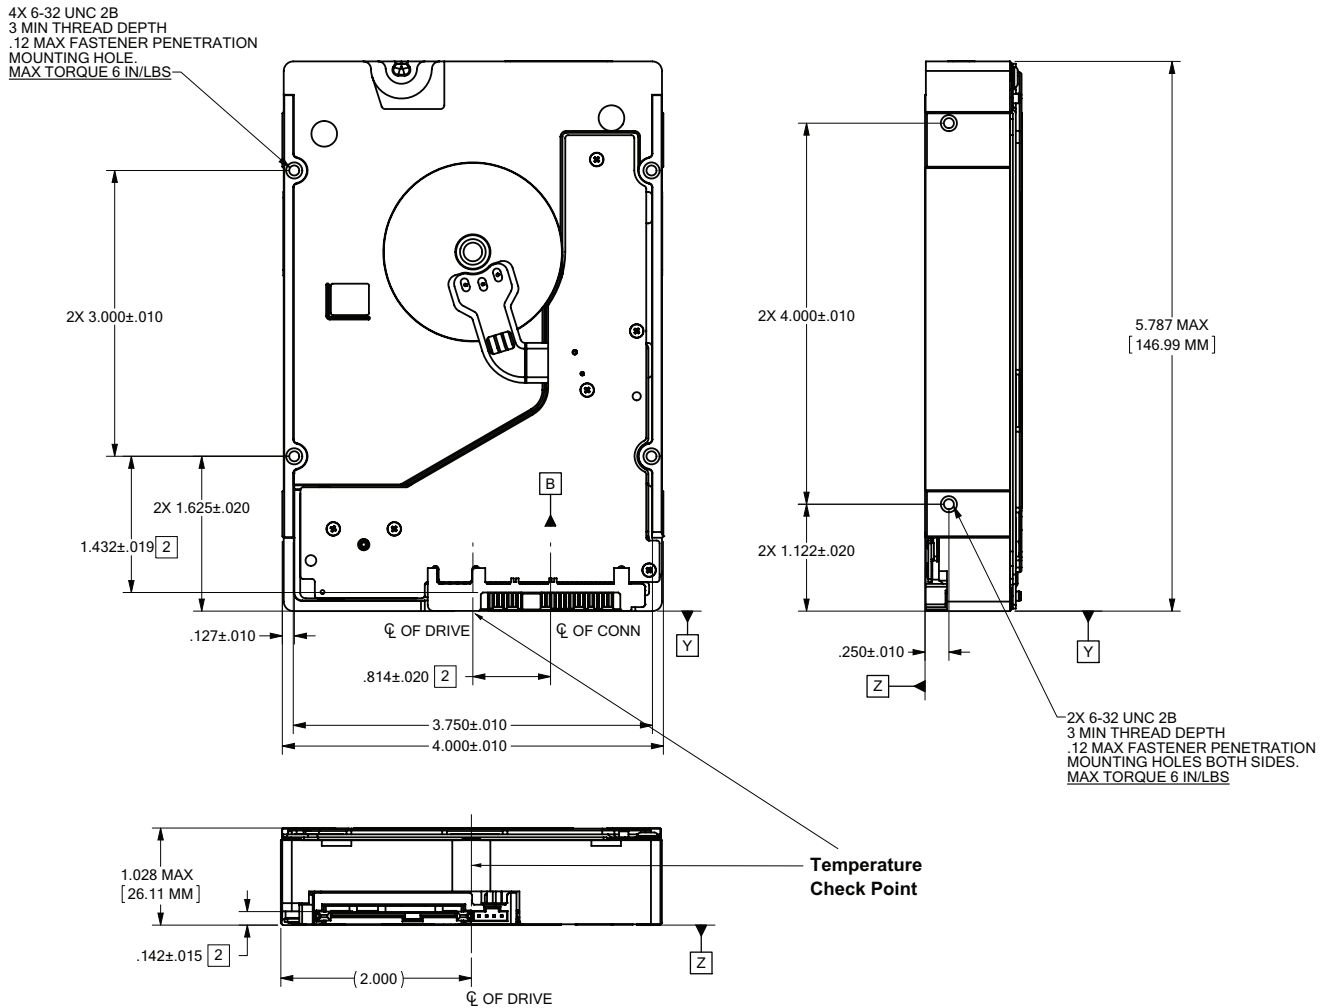 4X 6-32 UNC 2B
3 MIN THREAD DEPTH
.12 MAX FASTENER PENETRATION
MOUNTING HOLE.
MAX TORQUE 6 IN/LBS
2X 3.000±.010
2X 1.625±.020
1.432±.019 2
.127±.010
B
℄ OF DRIVE
℄ OF CONN
Y
.814±.020 2
3.750±.010
4.000±.010
2X 4.000±.010
5.787 MAX
[146.99 MM]
2X 1.122±.020
.250±.010
Y
Z
2X 6-32 UNC 2B
3 MIN THREAD DEPTH
.12 MAX FASTENER PENETRATION
MOUNTING HOLES BOTH SIDES.
MAX TORQUE 6 IN/LBS
1.028 MAX
[26.11 MM]
.142±.015 2
(2.000)
℄ OF DRIVE
Z
Temperature
Check Point